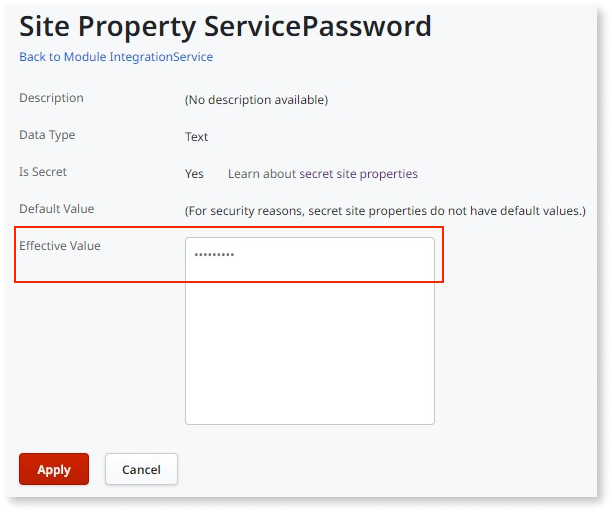 Site Property ServicePassword
Back to Module IntegrationService
Description (No description available)
Data Type Text
Is Secret Yes Learn about secret site properties
Default Value (For security reasons, secret site properties do not have default values.)
Effective Value •••••••••
Apply Cancel